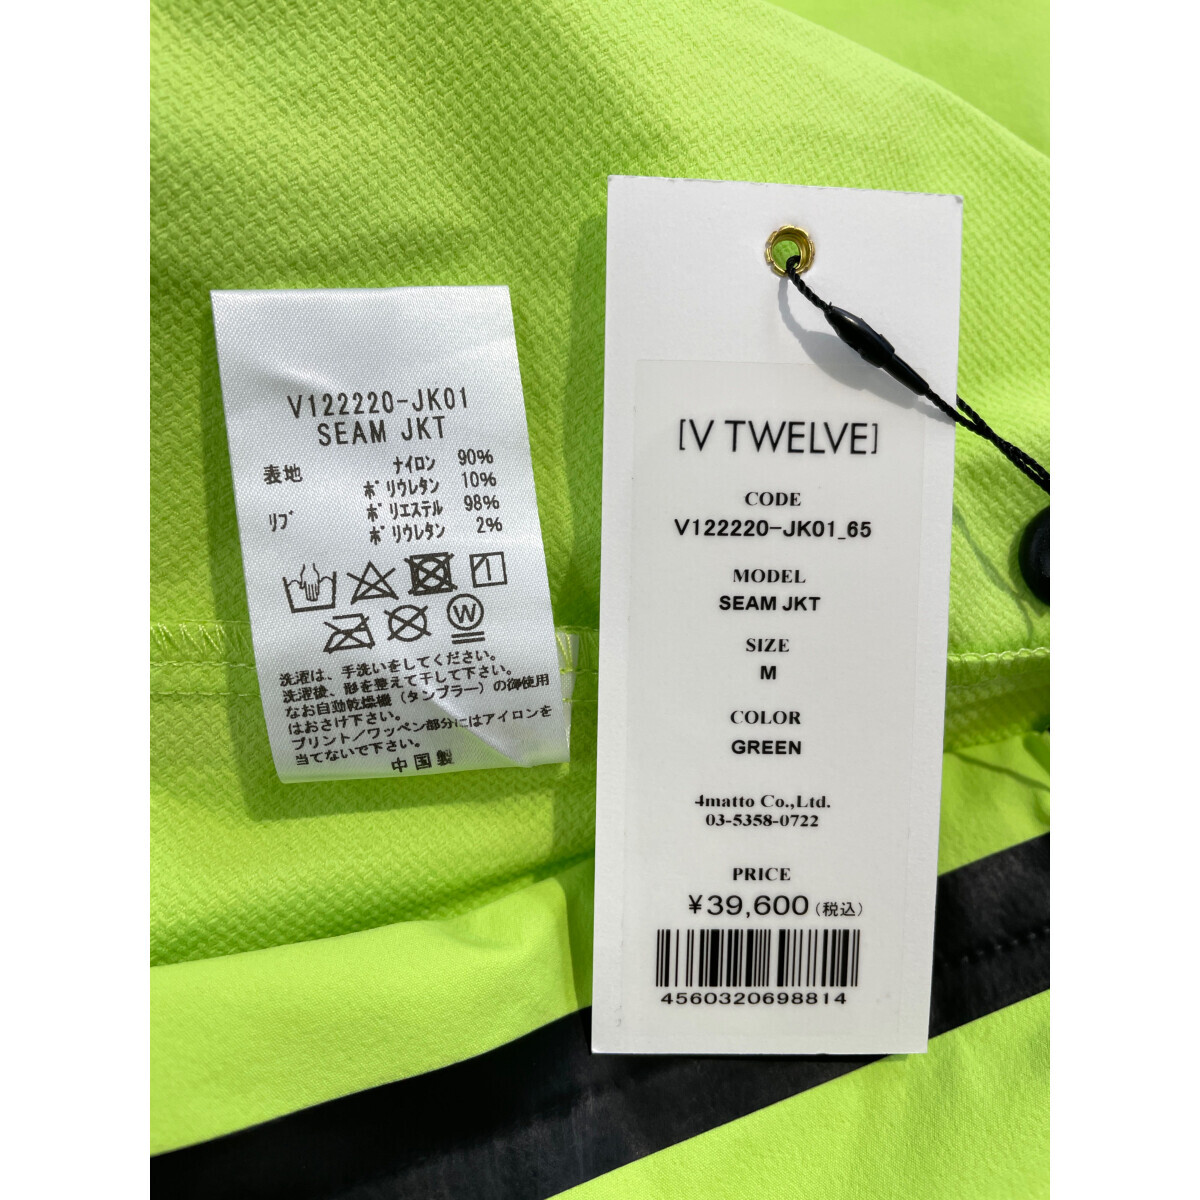 V122220-JK01
SEAM JKT
表地 ナイロン 90%
ポリウレタン 10%
リブ ポリエステル 98%
ポリウレタン 2%
1
W
洗濯は、手洗いをしてください。
洗濯後、形を整えて干して下さい。
なお自動乾燥機(タンブラー)の御使用
はおさけ下さい。
プリント/ワッペン部分にはアイロンを
当てないで下さい。
中国製
[V TWELVE]
CODE
V122220-JK01_65
MODEL
SEAM JKT
SIZE
M
COLOR
GREEN
4matto Co.,Ltd.
03-5358-0722
PRICE
¥39,600(税込)
4560320698814